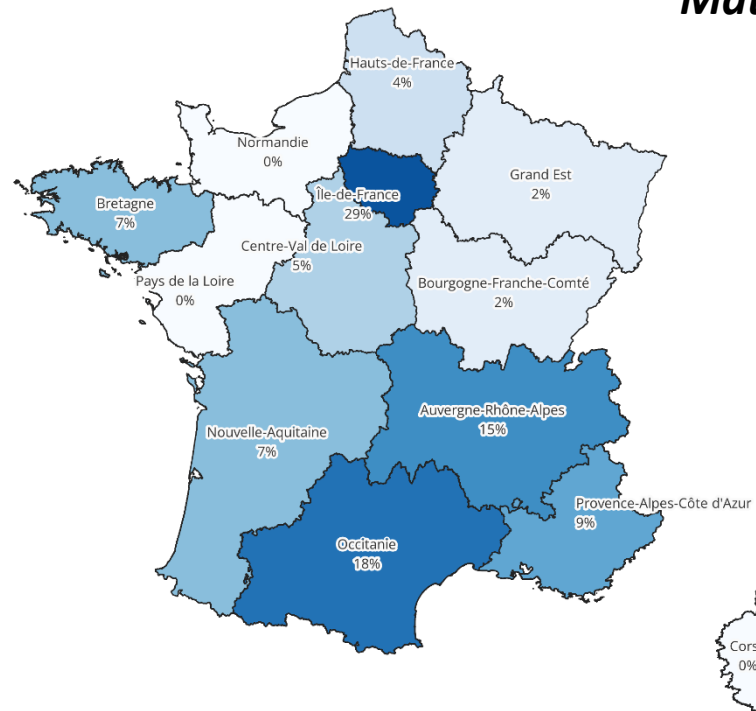 Hauts-de-France
4%
Normandie
0%
Grand Est
2%
Île-de-France
29%
Bretagne
7%
Centre-Val de Loire
5%
Pays de la Loire
0%
Bourgogne-Franche-Comté
2%
Auvergne-Rhône-Alpes
15%
Nouvelle-Aquitaine
7%
Provence-Alpes-Côte d'Azur
9%
Occitanie
18%
0%